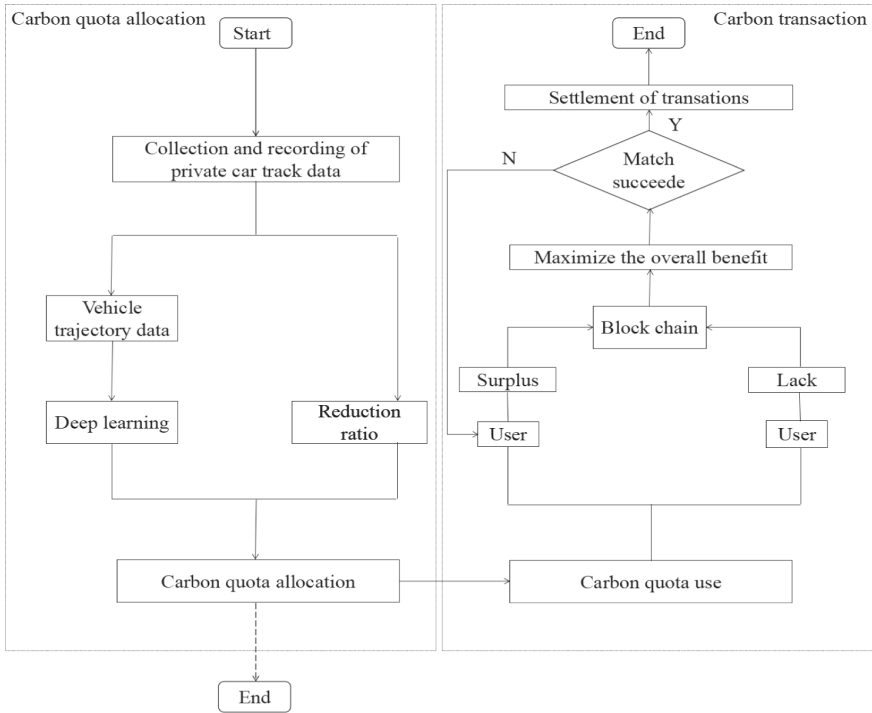 Carbon quota allocation
Start
Collection and recording of
private car track data
Vehicle
trajectory data
Deep learning
Reduction
ratio
Carbon quota allocation
End
Carbon transaction
End
Settlement of transations
Y
N
Match
succeede
Maximize the overall benefit
Block chain
Surplus
Lack
User
User
Carbon quota use